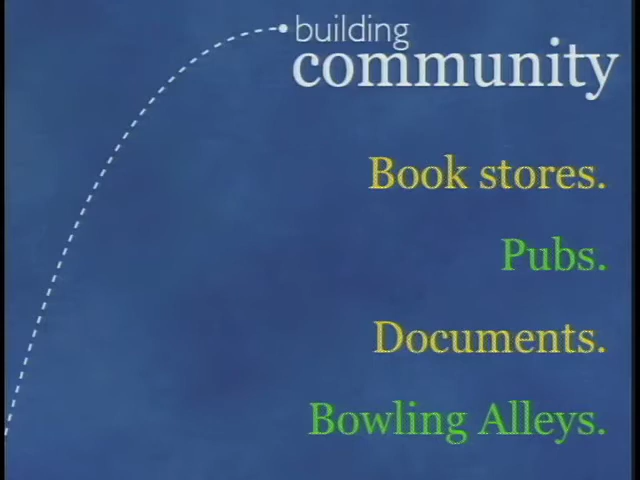 building
community
Book stores.
Pubs.
Documents.
Bowling Alleys.